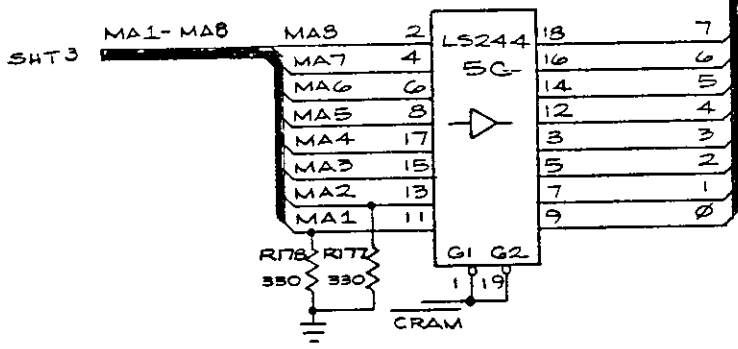 MA1-MA8 MA8 2 LS244 18 7
SHT3 MA7 4 5C 16 6
MA6 6 14 5
MA5 8 12 4
MA4 17 3 3
MA3 15 5 2
MA2 13 7 1
MA1 11 9 Ø
R178 R177 G1 G2
330 330 1 19
CRAM